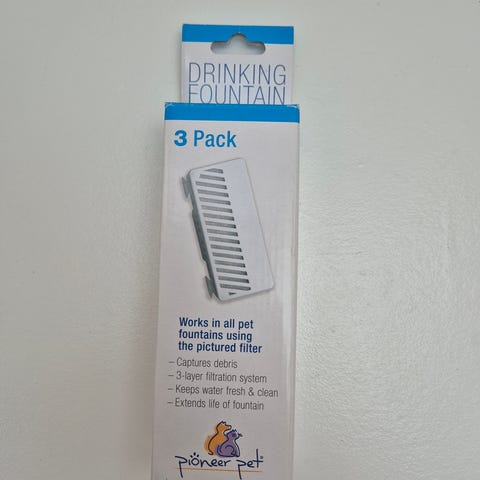 DRINKING
FOUNTAIN
3 Pack
Works in all pet
fountains using
the pictured filter
– Captures debris
– 3-layer filtration system
– Keeps water fresh & clean
– Extends life of fountain
pioneer pet®